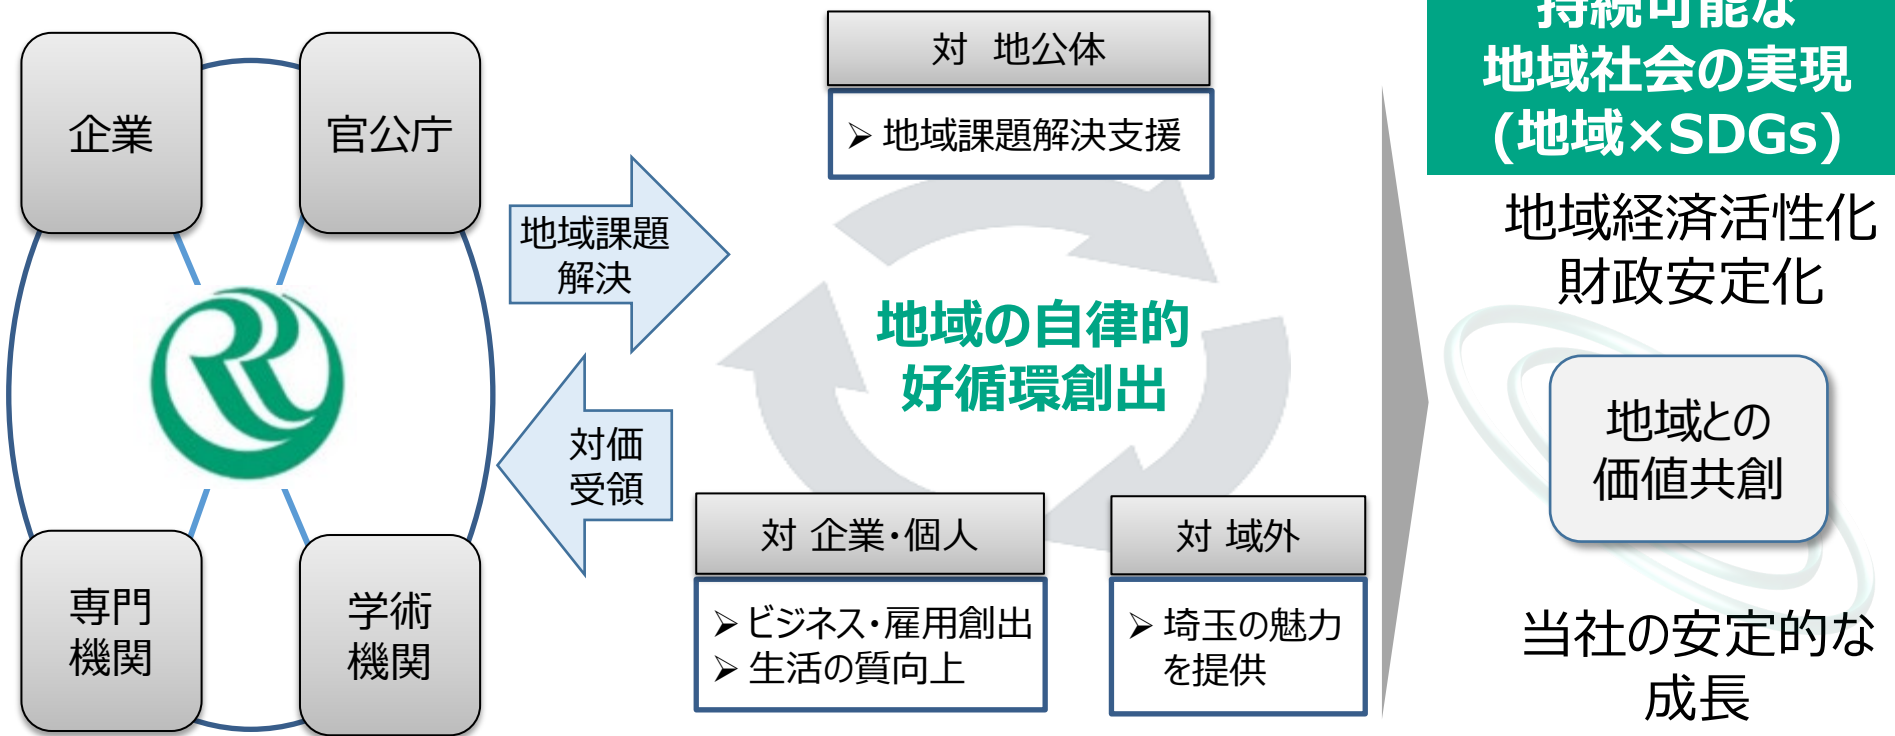 企業
官公庁
専門
機関
学術
機関
地域課題
解決
対価
受領
対 地公体
➢ 地域課題解決支援
地域の自律的
好循環創出
対 企業・個人
➢ ビジネス・雇用創出
➢ 生活の質向上
対 域外
➢ 埼玉の魅力
を提供
持続可能な
地域社会の実現
(地域×SDGs)
地域経済活性化
財政安定化
地域との
価値共創
当社の安定的な
成長